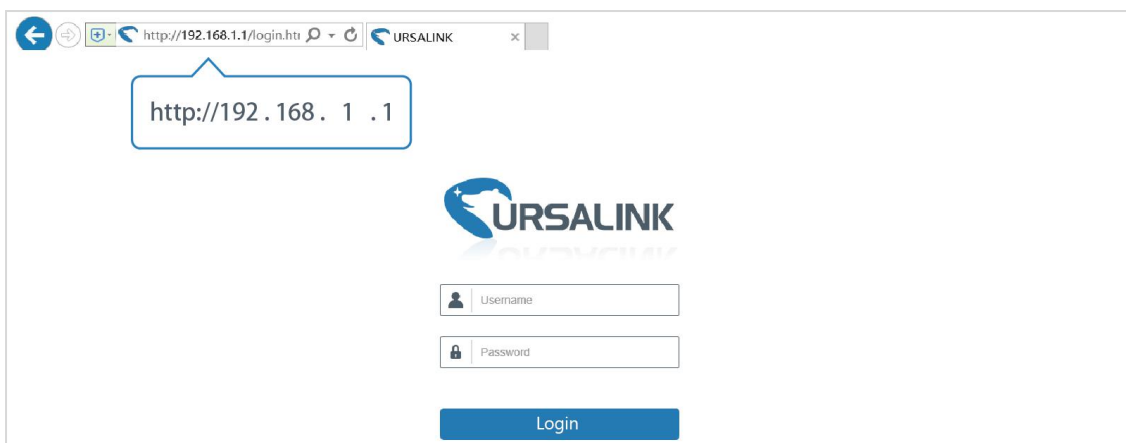 http://192.168.1.1/login.htı URSALINK
http://192.168. 1 .1
URSALINK
Username
Password
Login